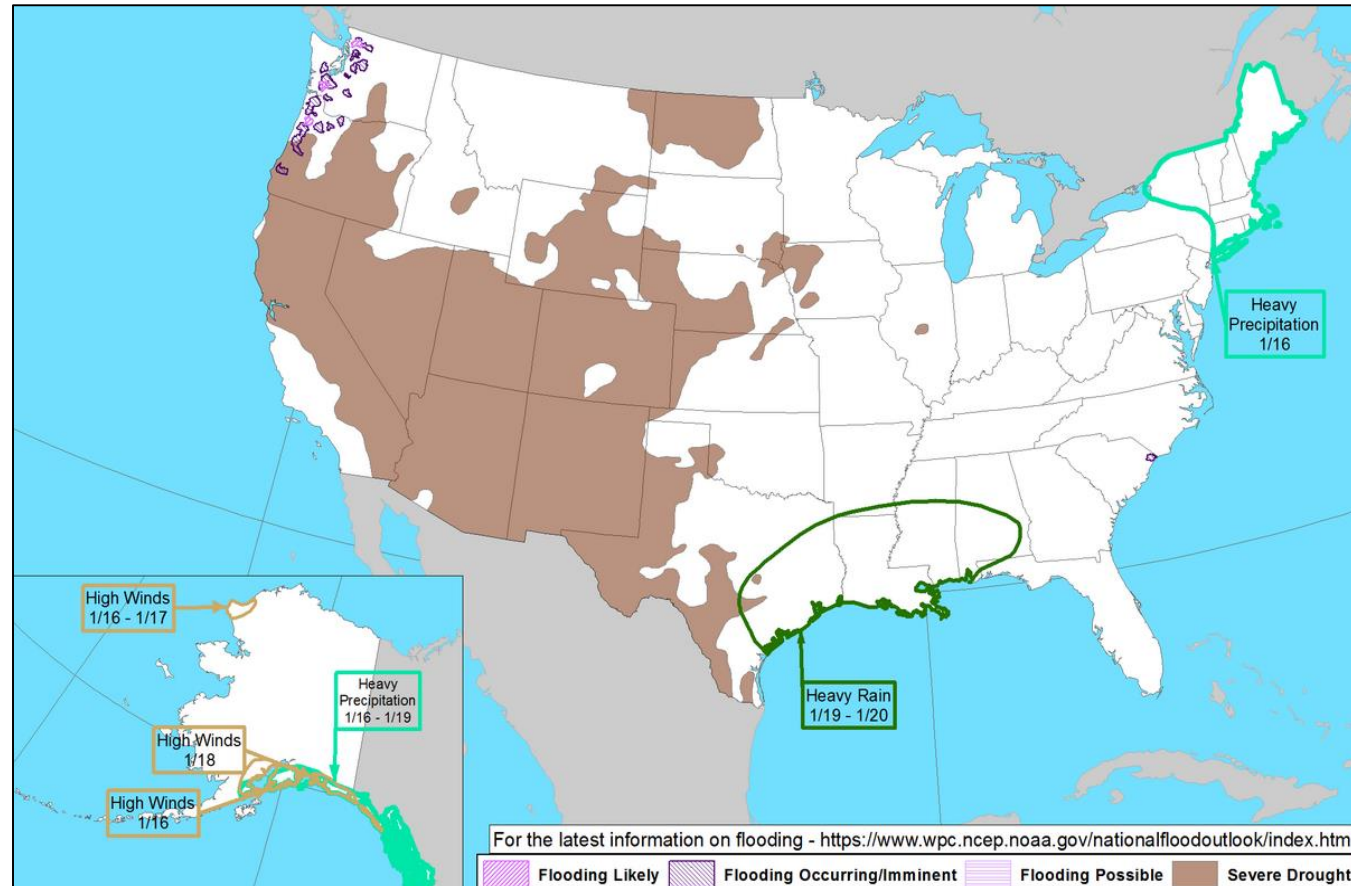 Heavy
Precipitation
1/16
High Winds
1/16 - 1/17
Heavy
Precipitation
1/16 - 1/19
High Winds
1/18
High Winds
1/16
Heavy Rain
1/19 - 1/20
For the latest information on flooding - https://www.wpc.ncep.noaa.gov/nationalfloodoutlook/index.htm
Flooding Likely
Flooding Occurring/Imminent
Flooding Possible
Severe Drought